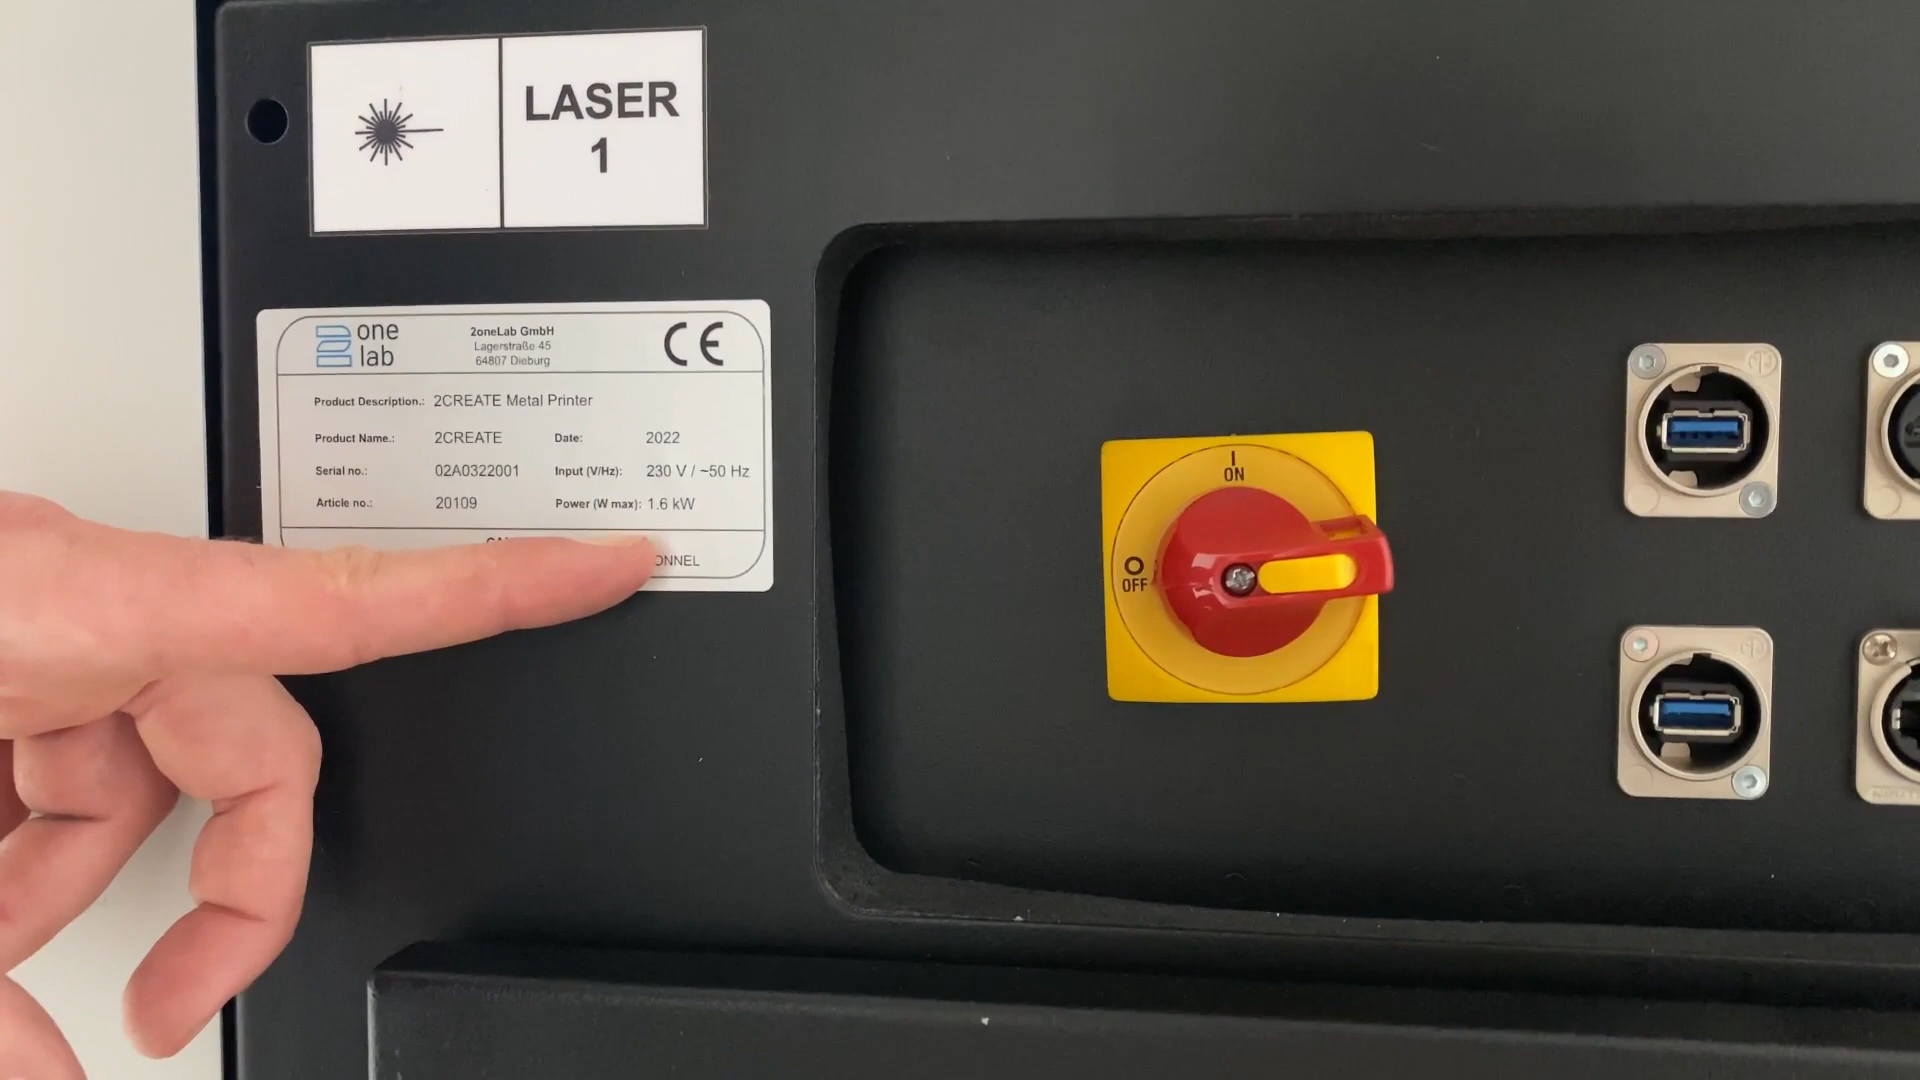 LASER
1
one
lab
2oneLab GmbH
Lagerstraße 45
64807 Dieburg
CE
Product Description.: 2CREATE Metal Printer
Product Name.: 2CREATE Date: 2022
Serial no.: 02A0322001 Input (V/Hz): 230 V / ~50 Hz
Article no.: 20109 Power (W max): 1.6 kW
ONNEL
I
ON
O
OFF